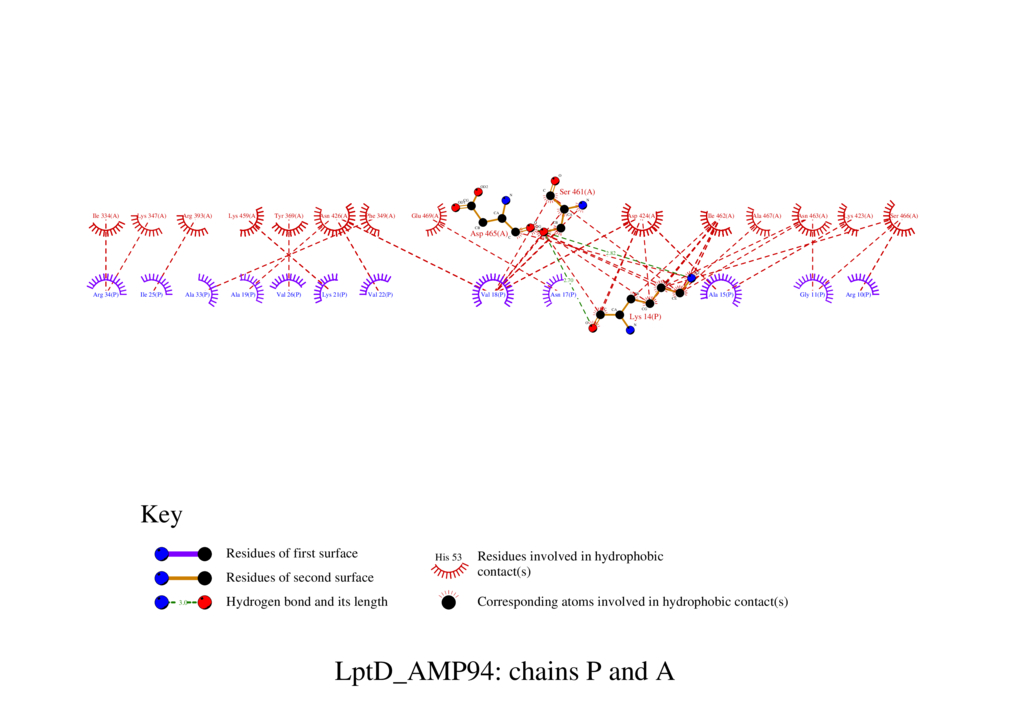 Ser 461(A)
Ile 334(A) Lys 347(A) Arg 393(A) Lys 459(A) Tyr 369(A) Asn 426(A) Phe 349(A) Glu 469(A) Asp 424(A) Ile 462(A) Ala 467(A) Asn 463(A) Lys 423(A) Ser 466(A)
Asp 465(A)
Arg 34(P) Ile 25(P) Ala 33(P) Ala 19(P) Val 26(P) Lys 21(P) Val 22(P) Val 18(P) Asn 17(P) Ala 15(P) Gly 11(P) Arg 10(P)
Lys 14(P)
Key
Residues of first surface
Residues of second surface
3.0
Hydrogen bond and its length
His 53
Residues involved in hydrophobic
contact(s)
Corresponding atoms involved in hydrophobic contact(s)
LptD_AMP94: chains P and A